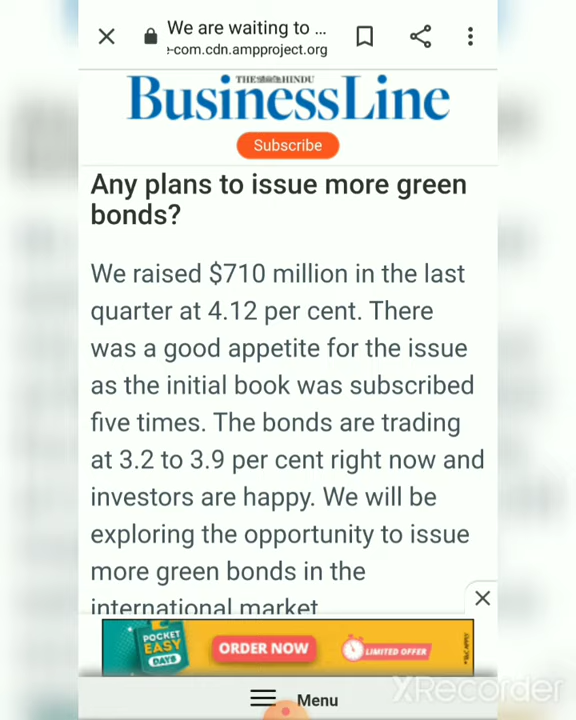 We are waiting to ...
e-com.cdn.ampproject.org
THE HINDU
BusinessLine
Subscribe
Any plans to issue more green
bonds?
We raised $710 million in the last
quarter at 4.12 per cent. There
was a good appetite for the issue
as the initial book was subscribed
five times. The bonds are trading
at 3.2 to 3.9 per cent right now and
investors are happy. We will be
exploring the opportunity to issue
more green bonds in the
international market
POCKET
EASY
DAYS
ORDER NOW
LIMITED OFFER
*T&C APPLY
Menu
XRecorder